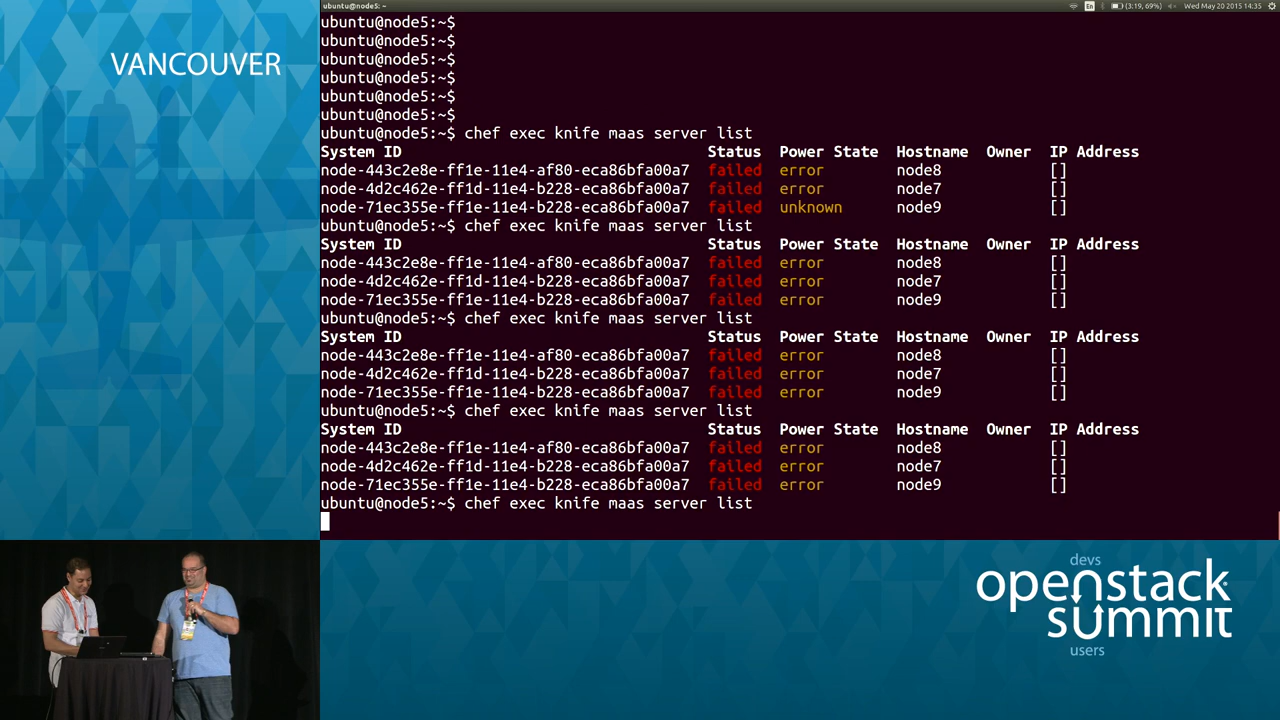 ubuntu@node5: ~
En
(3:19, 69%)
Wed May 20 2015 14:35
VANCOUVER
ubuntu@node5:~$
ubuntu@node5:~$
ubuntu@node5:~$
ubuntu@node5:~$
ubuntu@node5:~$
ubuntu@node5:~$
ubuntu@node5:~$ chef exec knife maas server list
System ID Status Power State Hostname Owner IP Address
node-443c2e8e-ff1e-11e4-af80-eca86bfa00a7 failed error node8 []
node-4d2c462e-ff1d-11e4-b228-eca86bfa00a7 failed error node7 []
node-71ec355e-ff1e-11e4-b228-eca86bfa00a7 failed unknown node9 []
ubuntu@node5:~$ chef exec knife maas server list
System ID Status Power State Hostname Owner IP Address
node-443c2e8e-ff1e-11e4-af80-eca86bfa00a7 failed error node8 []
node-4d2c462e-ff1d-11e4-b228-eca86bfa00a7 failed error node7 []
node-71ec355e-ff1e-11e4-b228-eca86bfa00a7 failed error node9 []
ubuntu@node5:~$ chef exec knife maas server list
System ID Status Power State Hostname Owner IP Address
node-443c2e8e-ff1e-11e4-af80-eca86bfa00a7 failed error node8 []
node-4d2c462e-ff1d-11e4-b228-eca86bfa00a7 failed error node7 []
node-71ec355e-ff1e-11e4-b228-eca86bfa00a7 failed error node9 []
ubuntu@node5:~$ chef exec knife maas server list
System ID Status Power State Hostname Owner IP Address
node-443c2e8e-ff1e-11e4-af80-eca86bfa00a7 failed error node8 []
node-4d2c462e-ff1d-11e4-b228-eca86bfa00a7 failed error node7 []
node-71ec355e-ff1e-11e4-b228-eca86bfa00a7 failed error node9 []
ubuntu@node5:~$ chef exec knife maas server list
devs
openstack
summit
users